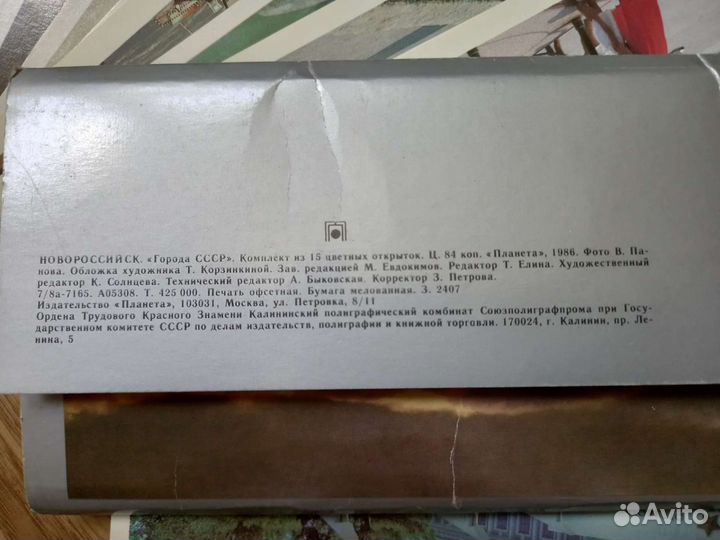 НОВОРОССИЙСК. «Города СССР». Комплект из 15 цветных открыток. Ц. 84 коп. «Планета», 1986. Фото В. Па-
нова. Обложка художника Т. Корзинкиной. Зав. редакцией М. Евдокимов. Редактор Т. Елина. Художественный
редактор К. Солнцева. Технический редактор А. Быковская. Корректор З. Петрова.
7/8а-7165. А05308. Т. 425 000. Печать офсетная. Бумага мелованная. З. 2407
Издательство «Планета», 103031, Москва, ул. Петровка, 8/11
Ордена Трудового Красного Знамени Калининский полиграфический комбинат Союзполиграфпрома при Госу-
дарственном комитете СССР по делам издательств, полиграфии и книжной торговли. 170024, г. Калинин, пр. Ле-
нина, 5
Avito